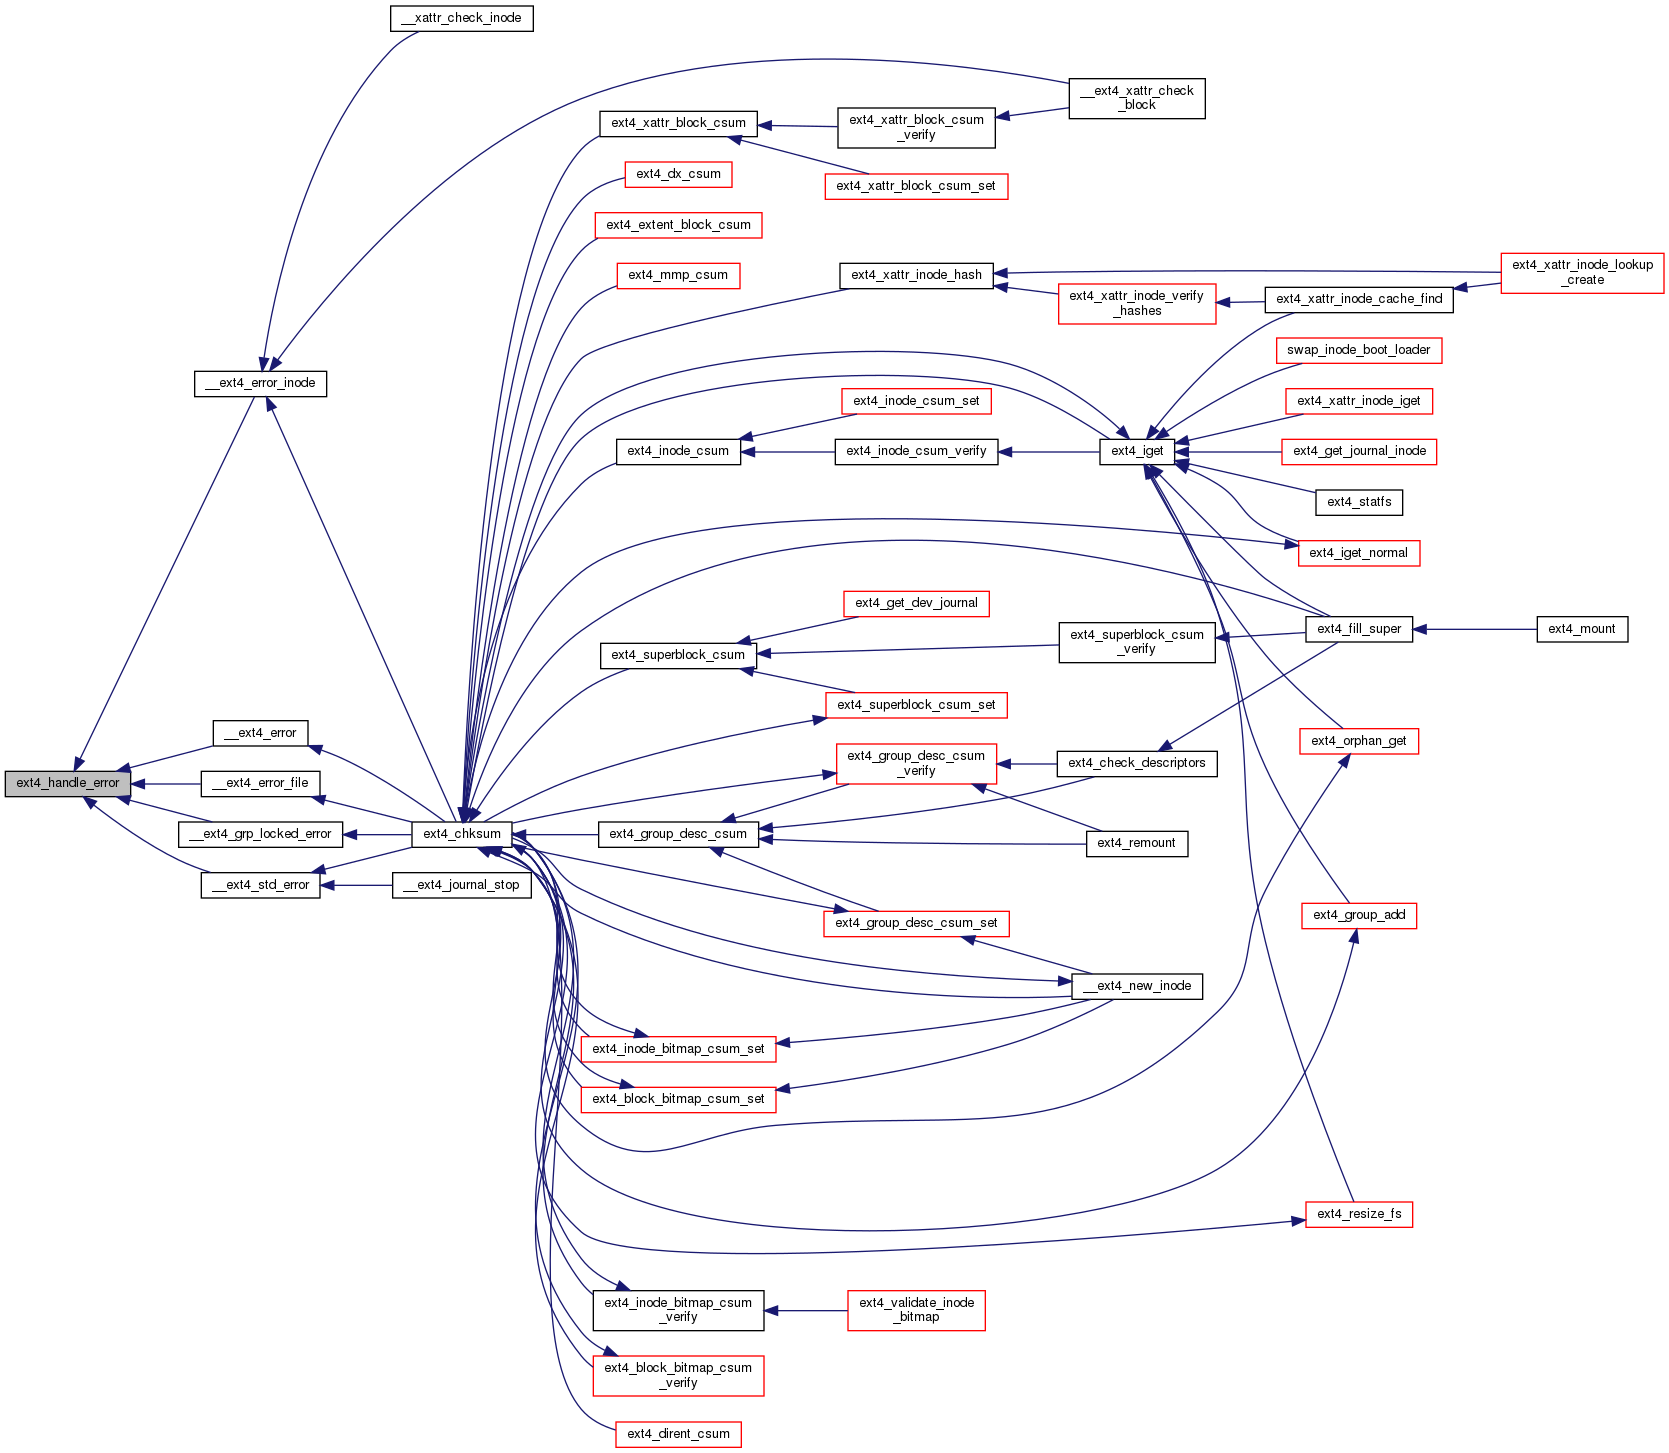 __xattr_check_inode
__ext4_xattr_check
_block
ext4_xattr_block_csum
ext4_xattr_block_csum
_verify
ext4_dx_csum
ext4_xattr_block_csum_set
ext4_extent_block_csum
ext4_mmp_csum
ext4_xattr_inode_hash
ext4_xattr_inode_lookup
_create
ext4_xattr_inode_verify
_hashes
ext4_xattr_inode_cache_find
swap_inode_boot_loader
__ext4_error_inode
ext4_inode_csum_set
ext4_xattr_inode_iget
ext4_inode_csum
ext4_inode_csum_verify
ext4_iget
ext4_get_journal_inode
ext4_statfs
ext4_iget_normal
ext4_get_dev_journal
ext4_superblock_csum
ext4_superblock_csum
_verify
ext4_fill_super
ext4_mount
ext4_superblock_csum_set
__ext4_error
ext4_orphan_get
ext4_handle_error
__ext4_error_file
ext4_group_desc_csum
_verify
ext4_check_descriptors
__ext4_grp_locked_error
ext4_chksum
ext4_group_desc_csum
ext4_remount
__ext4_std_error
__ext4_journal_stop
ext4_group_desc_csum_set
ext4_group_add
__ext4_new_inode
ext4_inode_bitmap_csum_set
ext4_block_bitmap_csum_set
ext4_resize_fs
ext4_inode_bitmap_csum
_verify
ext4_validate_inode
_bitmap
ext4_block_bitmap_csum
_verify
ext4_dirent_csum